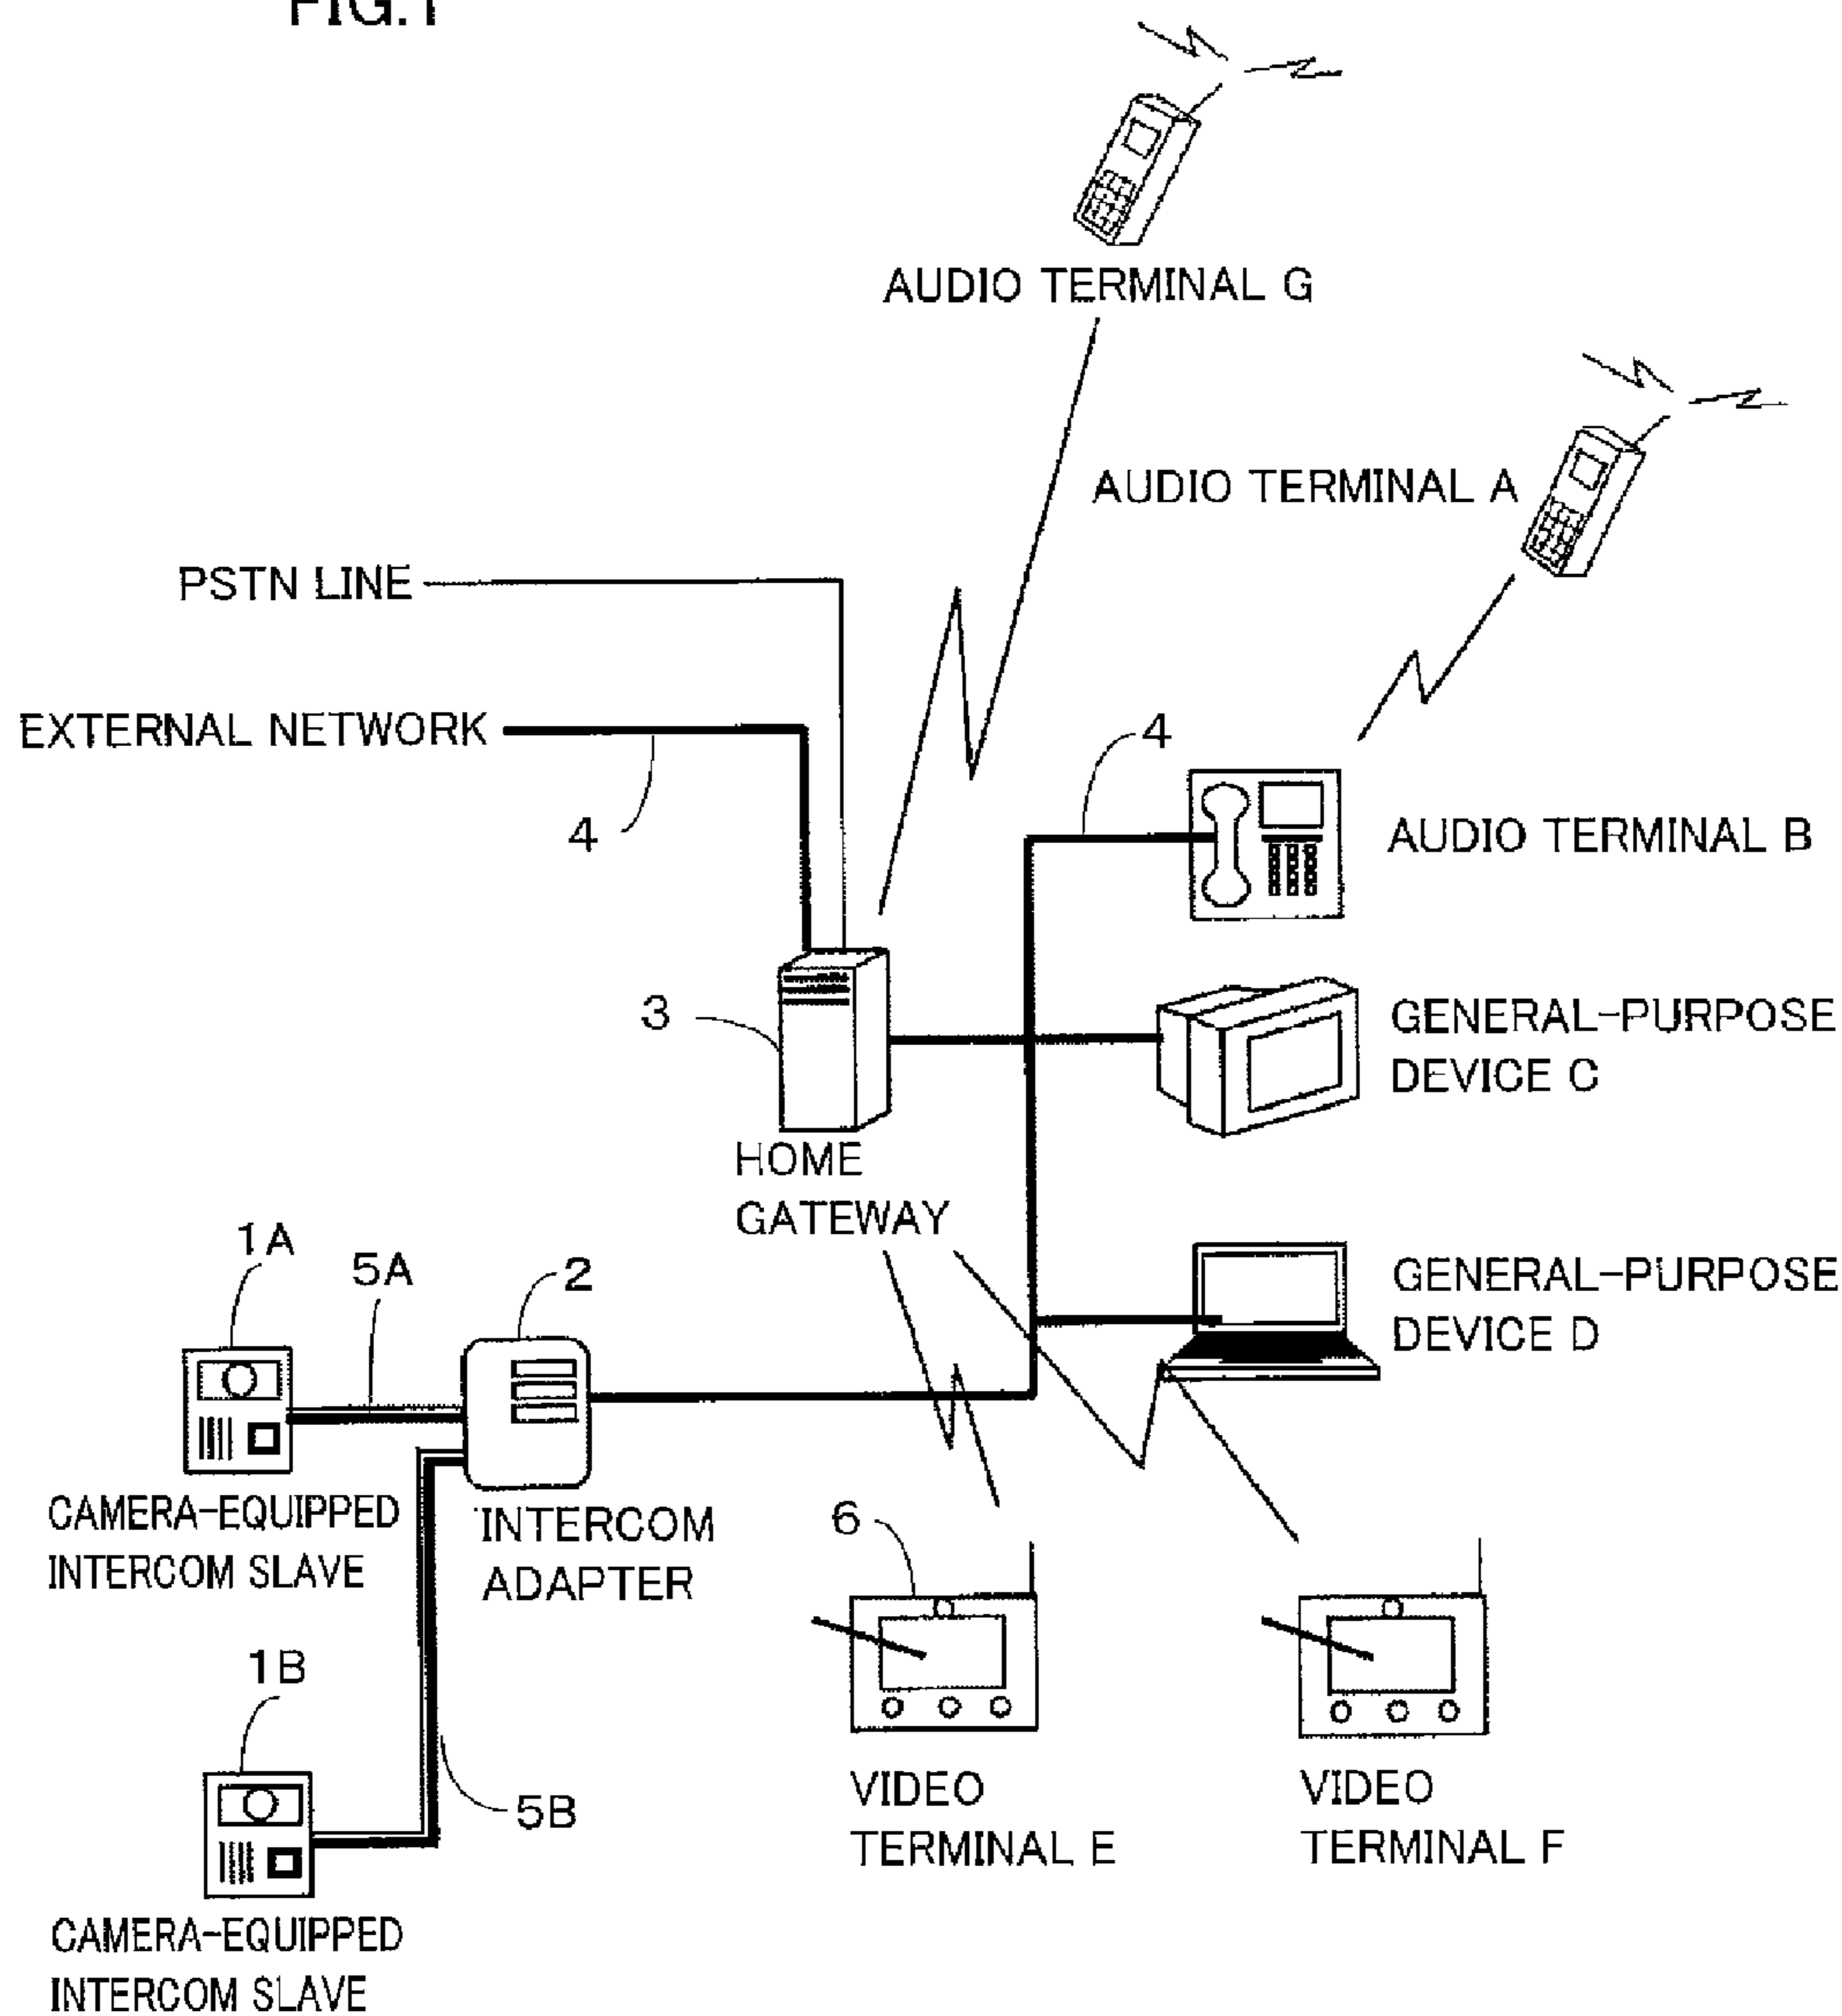 FIG.1
AUDIO TERMINAL G
AUDIO TERMINAL A
PSTN LINE
EXTERNAL NETWORK
4
4
AUDIO TERMINAL B
3
GENERAL-PURPOSE
DEVICE C
HOME
GATEWAY
1A
5A
2
GENERAL-PURPOSE
DEVICE D
CAMERA-EQUIPPED
INTERCOM SLAVE
INTERCOM
ADAPTER
6
1B
5B
VIDEO
TERMINAL E
VIDEO
TERMINAL F
CAMERA-EQUIPPED
INTERCOM SLAVE